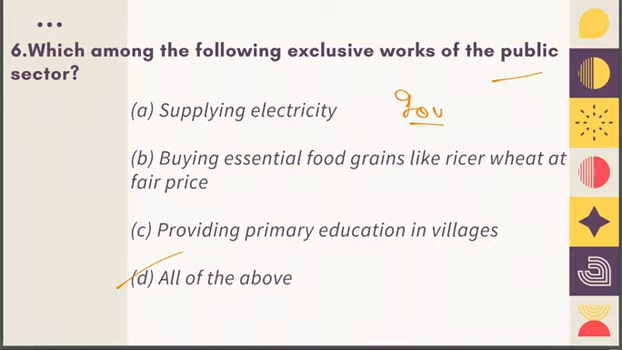 6.Which among the following exclusive works of the public
sector?
(a) Supplying electricity
gov
(b) Buying essential food grains like ricer wheat at
fair price
(c) Providing primary education in villages
(d) All of the above